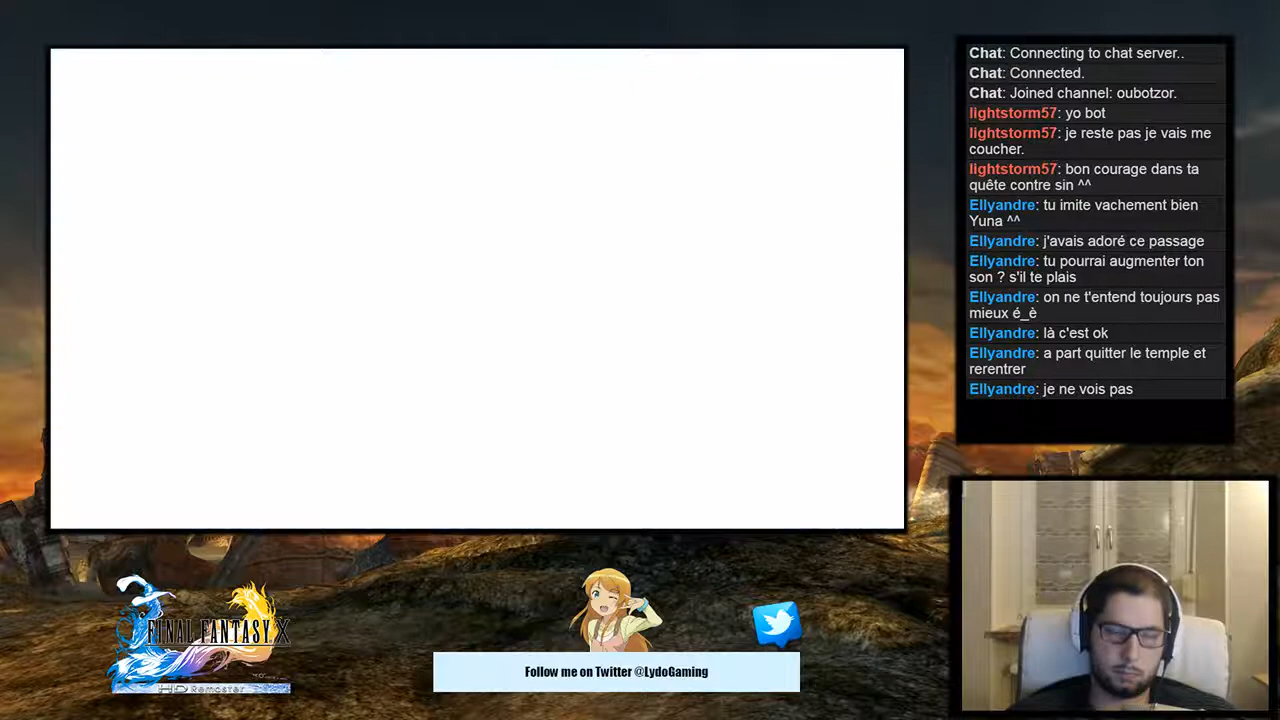 Chat: Connecting to chat server..
Chat: Connected.
Chat: Joined channel: oubotzor.
lightstorm57: yo bot
lightstorm57: je reste pas je vais me
coucher.
lightstorm57: bon courage dans ta
quête contre sin ^^
Ellyandre: tu imite vachement bien
Yuna ^^
Ellyandre: j'avais adoré ce passage
Ellyandre: tu pourrai augmenter ton
son ? s'il te plais
Ellyandre: on ne t'entend toujours pas
mieux é_è
Ellyandre: là c'est ok
Ellyandre: a part quitter le temple et
rerentrer
Ellyandre: je ne vois pas
FINAL FANTASY X
HD Remaster
Follow me on Twitter @LydoGaming